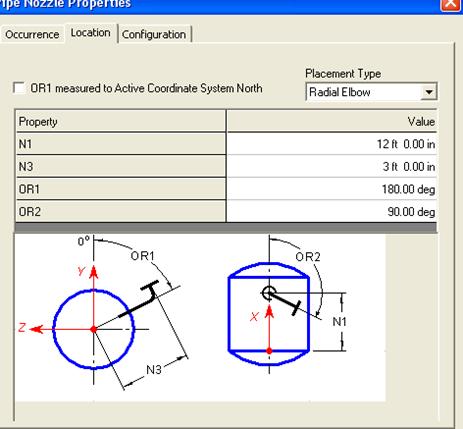 Pipe Nozzle Properties
Occurrence Location Configuration
OR1 measured to Active Coordinate System North
Placement Type
Radial Elbow
Property Value
N1 12 ft 0.00 in
N3 3 ft 0.00 in
OR1 180.00 deg
OR2 90.00 deg
0°
OR1
OR2
Y
Z
X
N1
N3